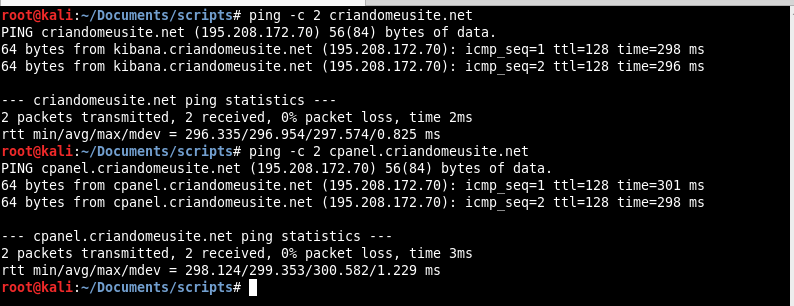 root@kali:~/Documents/scripts# ping -c 2 criandomeusite.net
PING criandomeusite.net (195.208.172.70) 56(84) bytes of data.
64 bytes from kibana.criandomeusite.net (195.208.172.70): icmp_seq=1 ttl=128 time=298 ms
64 bytes from kibana.criandomeusite.net (195.208.172.70): icmp_seq=2 ttl=128 time=296 ms
--- criandomeusite.net ping statistics ---
2 packets transmitted, 2 received, 0% packet loss, time 2ms
rtt min/avg/max/mdev = 296.335/296.954/297.574/0.825 ms
root@kali:~/Documents/scripts# ping -c 2 cpanel.criandomeusite.net
PING cpanel.criandomeusite.net (195.208.172.70) 56(84) bytes of data.
64 bytes from cpanel.criandomeusite.net (195.208.172.70): icmp_seq=1 ttl=128 time=301 ms
64 bytes from cpanel.criandomeusite.net (195.208.172.70): icmp_seq=2 ttl=128 time=298 ms
--- cpanel.criandomeusite.net ping statistics ---
2 packets transmitted, 2 received, 0% packet loss, time 3ms
rtt min/avg/max/mdev = 298.124/299.353/300.582/1.229 ms
root@kali:~/Documents/scripts#